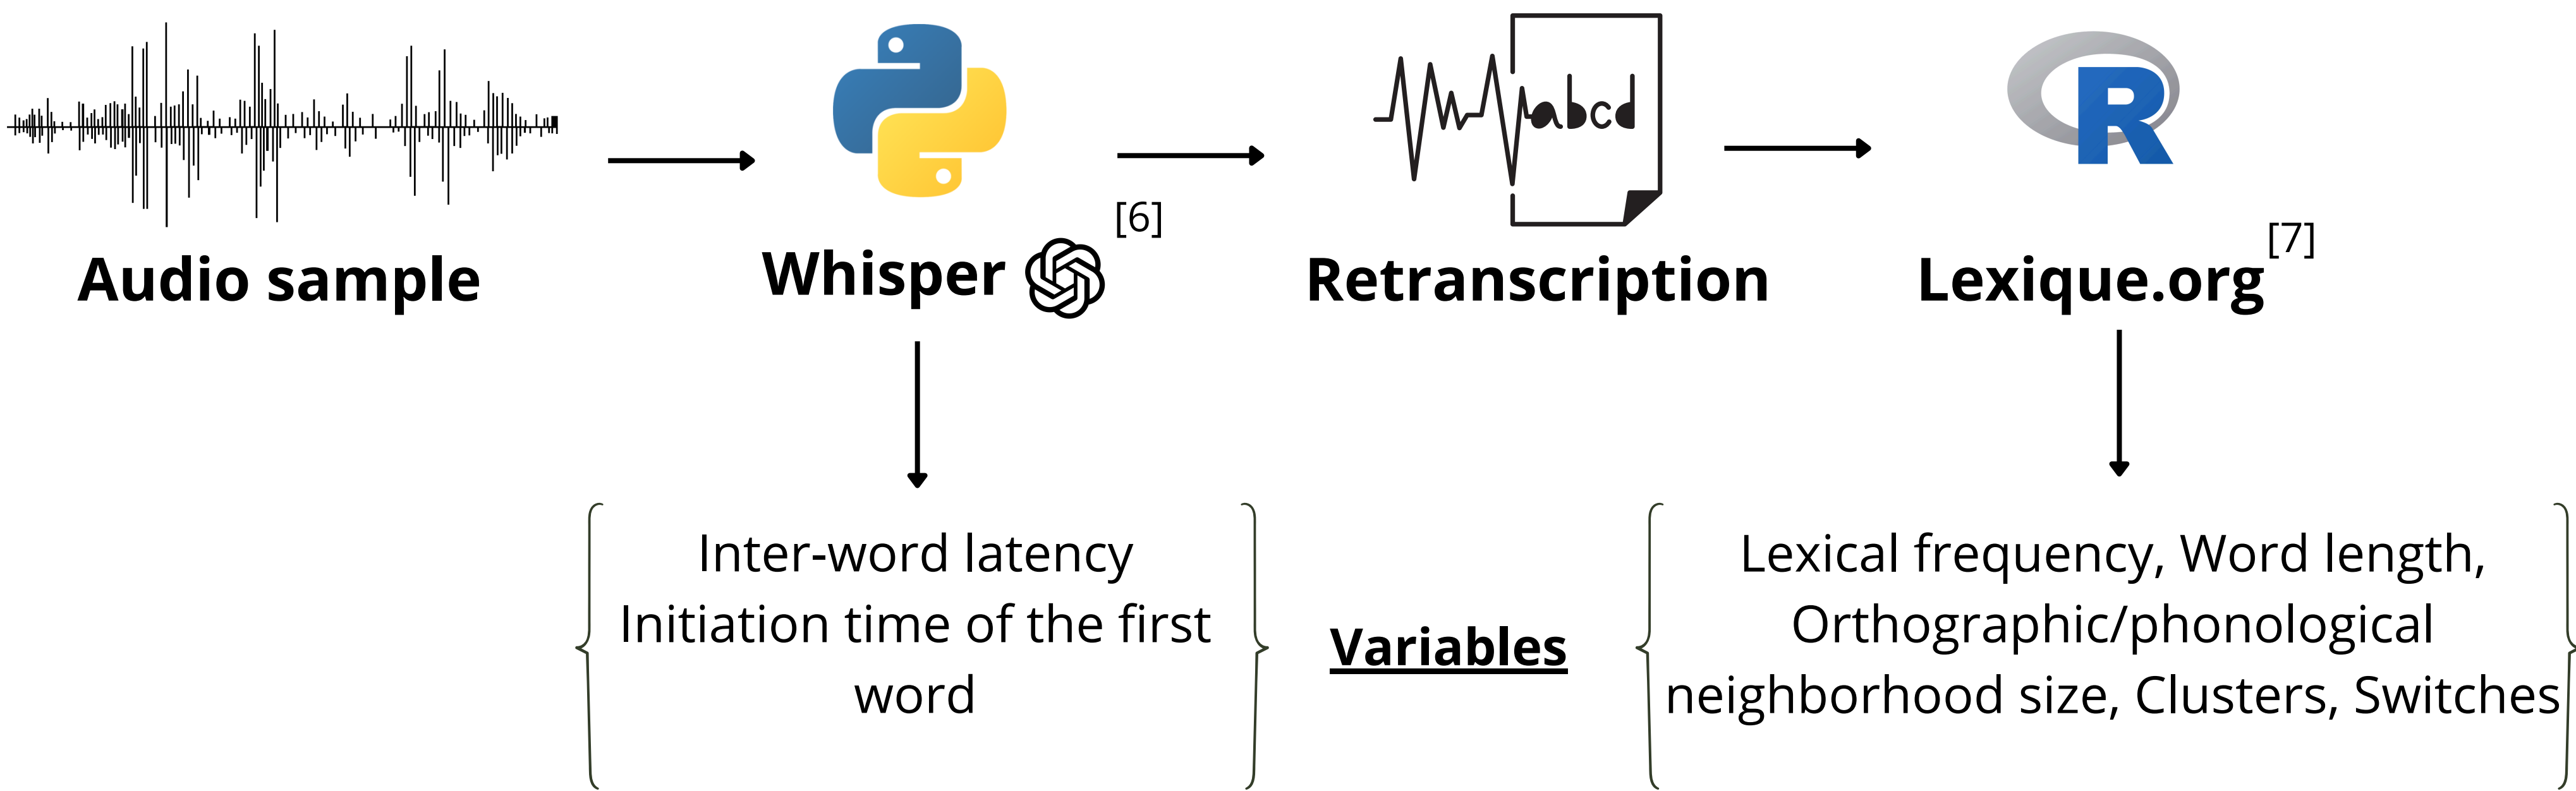 abcd
R
[6]
[7]
Audio sample
Whisper
Retranscription
Lexique.org
Inter-word latency
Initiation time of the first
word
Variables
Lexical frequency, Word length,
Orthographic/phonological
neighborhood size, Clusters, Switches